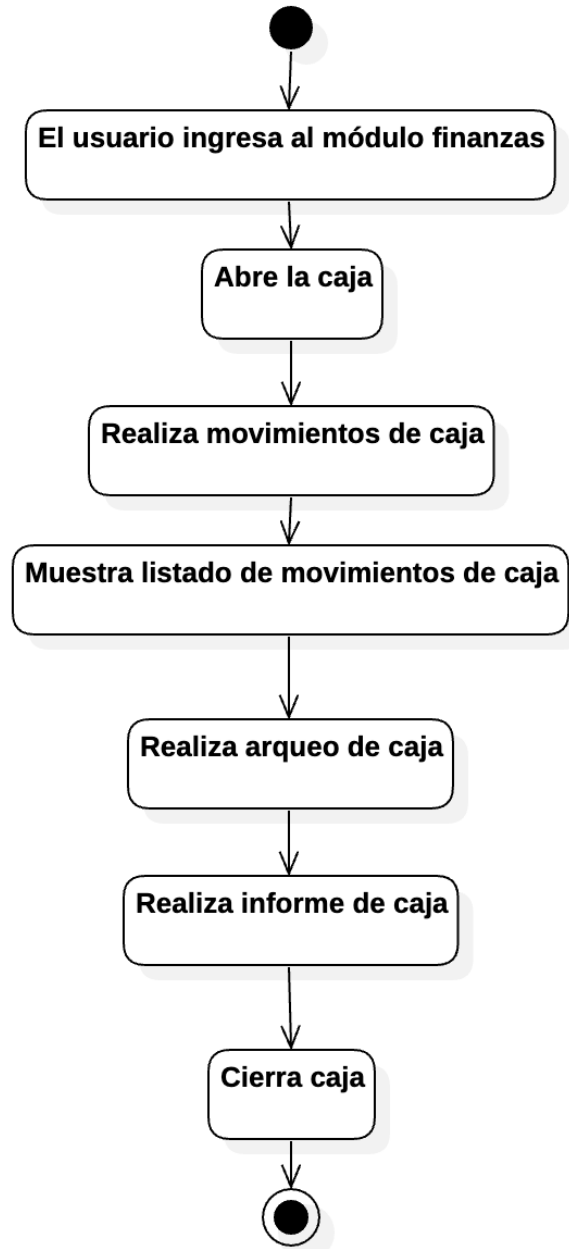 El usuario ingresa al módulo finanzas
Abre la caja
Realiza movimientos de caja
Muestra listado de movimientos de caja
Realiza arqueo de caja
Realiza informe de caja
Cierra caja